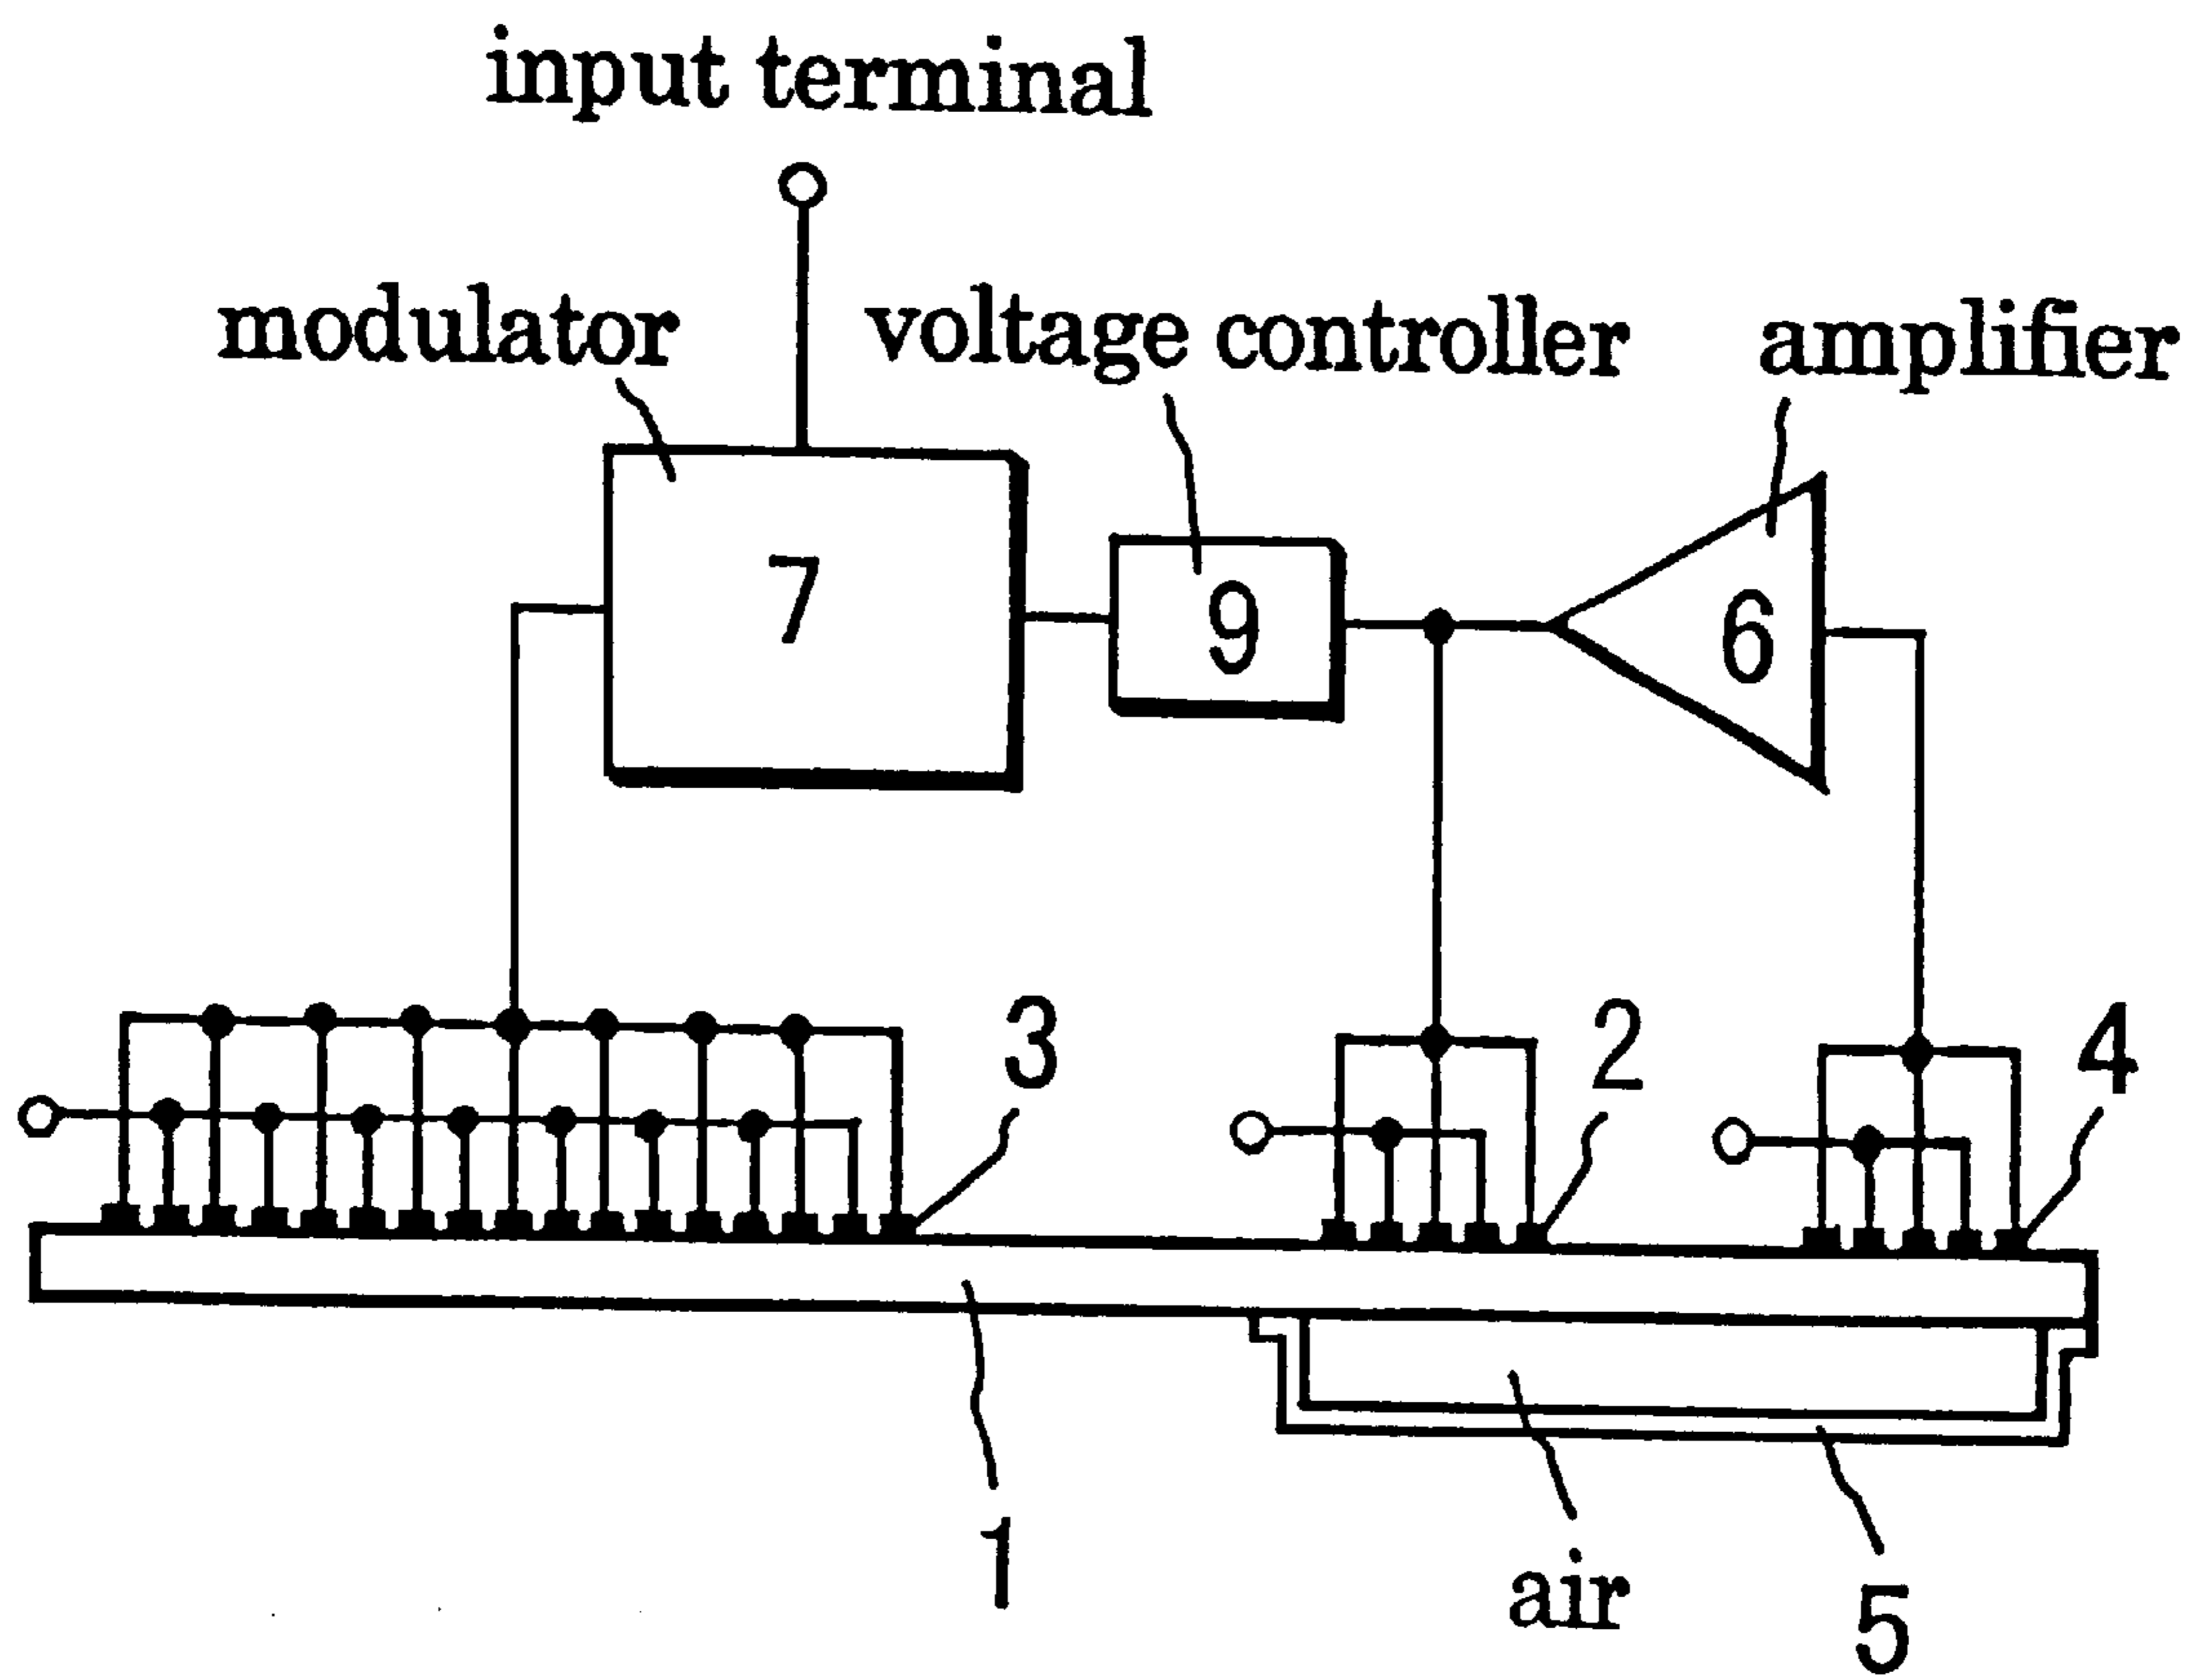 input terminal
modulator
voltage controller
amplifier
7
9
6
3
2
4
1
air
5